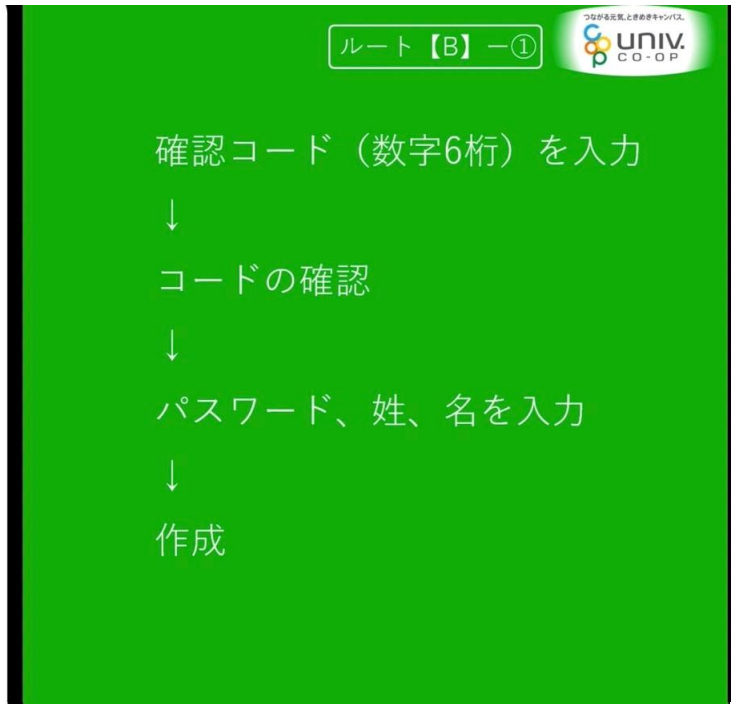 つながる元気、ときめきキャンパス。
ルート【B】ー①
UNIV.
CO-OP
確認コード（数字6桁）を入力
↓
コードの確認
↓
パスワード、姓、名を入力
↓
作成